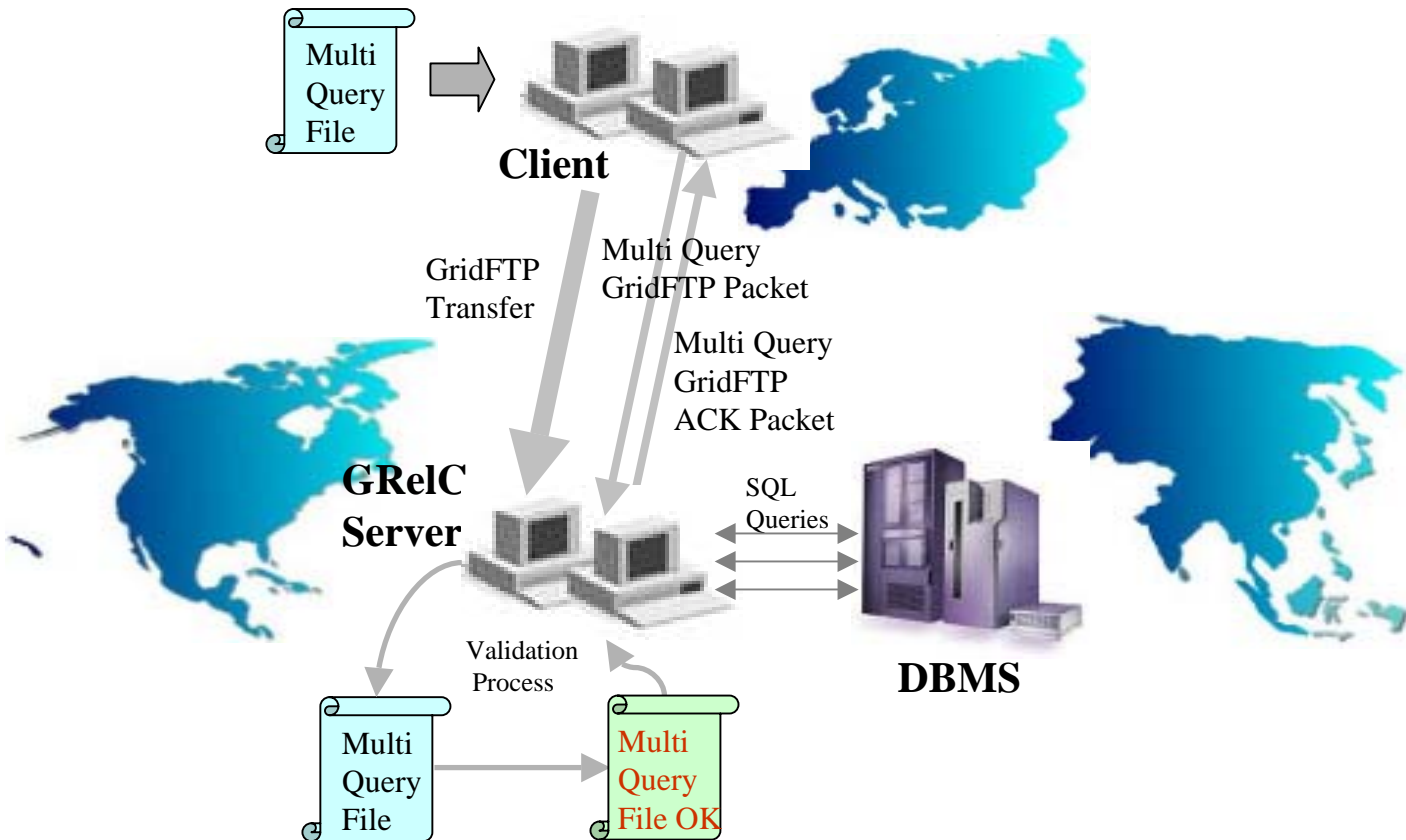 Multi
Query
File
Client
GridFTP
Transfer
Multi Query
GridFTP Packet
Multi Query
GridFTP
ACK Packet
GRelC
Server
SQL
Queries
DBMS
Validation
Process
Multi
Query
File
Multi
Query
File OK